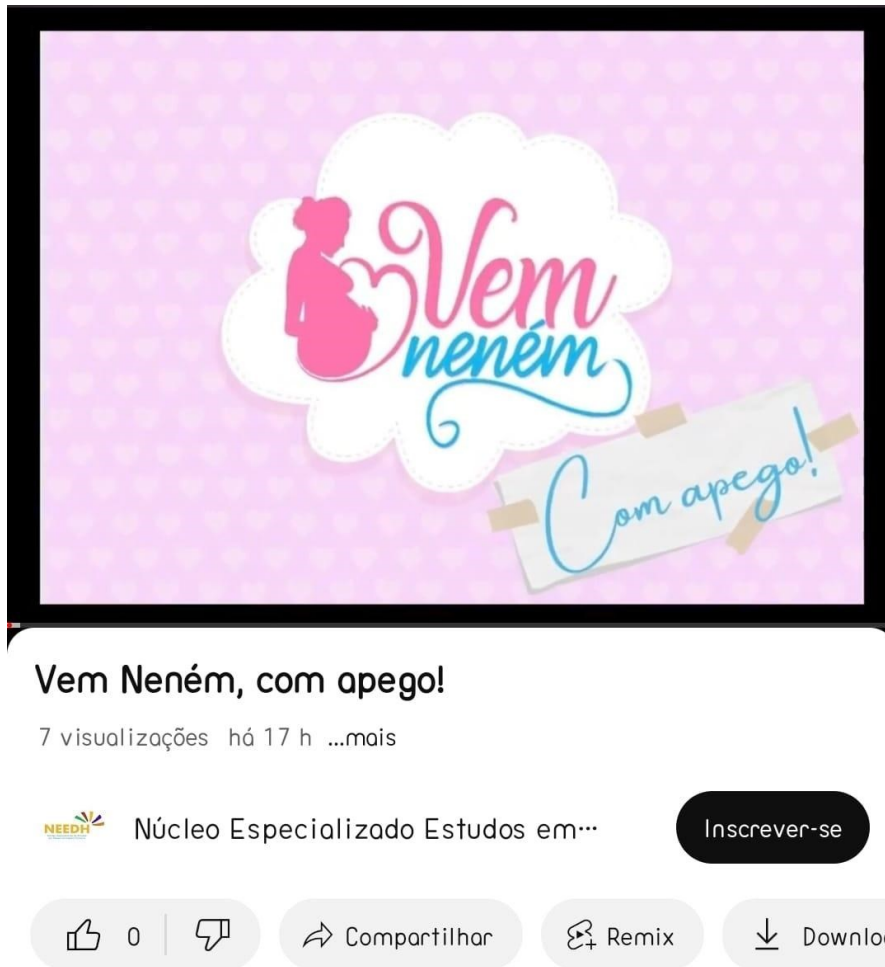 Vem
neném
Com apego!
Vem Neném, com apego!
7 visualizações há 17 h ...mais
NEEDH Núcleo Especializado Estudos em... Inscrever-se
0 Compartilhar Remix Downlo